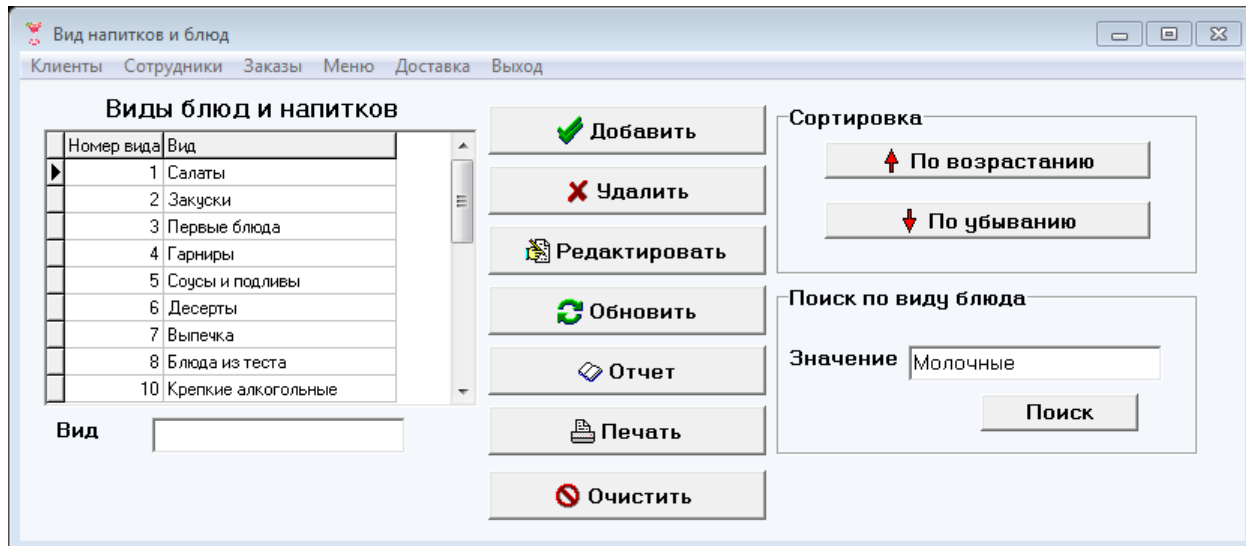 Вид напитков и блюд
Клиенты Сотрудники Заказы Меню Доставка Выход
Виды блюд и напитков
Номер вида Вид
1 Салаты
2 Закуски
3 Первые блюда
4 Гарниры
5 Соусы и подливы
6 Десерты
7 Выпечка
8 Блюда из теста
10 Крепкие алкогольные
Вид
Добавить
Удалить
Редактировать
Обновить
Отчет
Печать
Очистить
Сортировка
По возрастанию
По убыванию
Поиск по виду блюда
Значение Молочные
Поиск